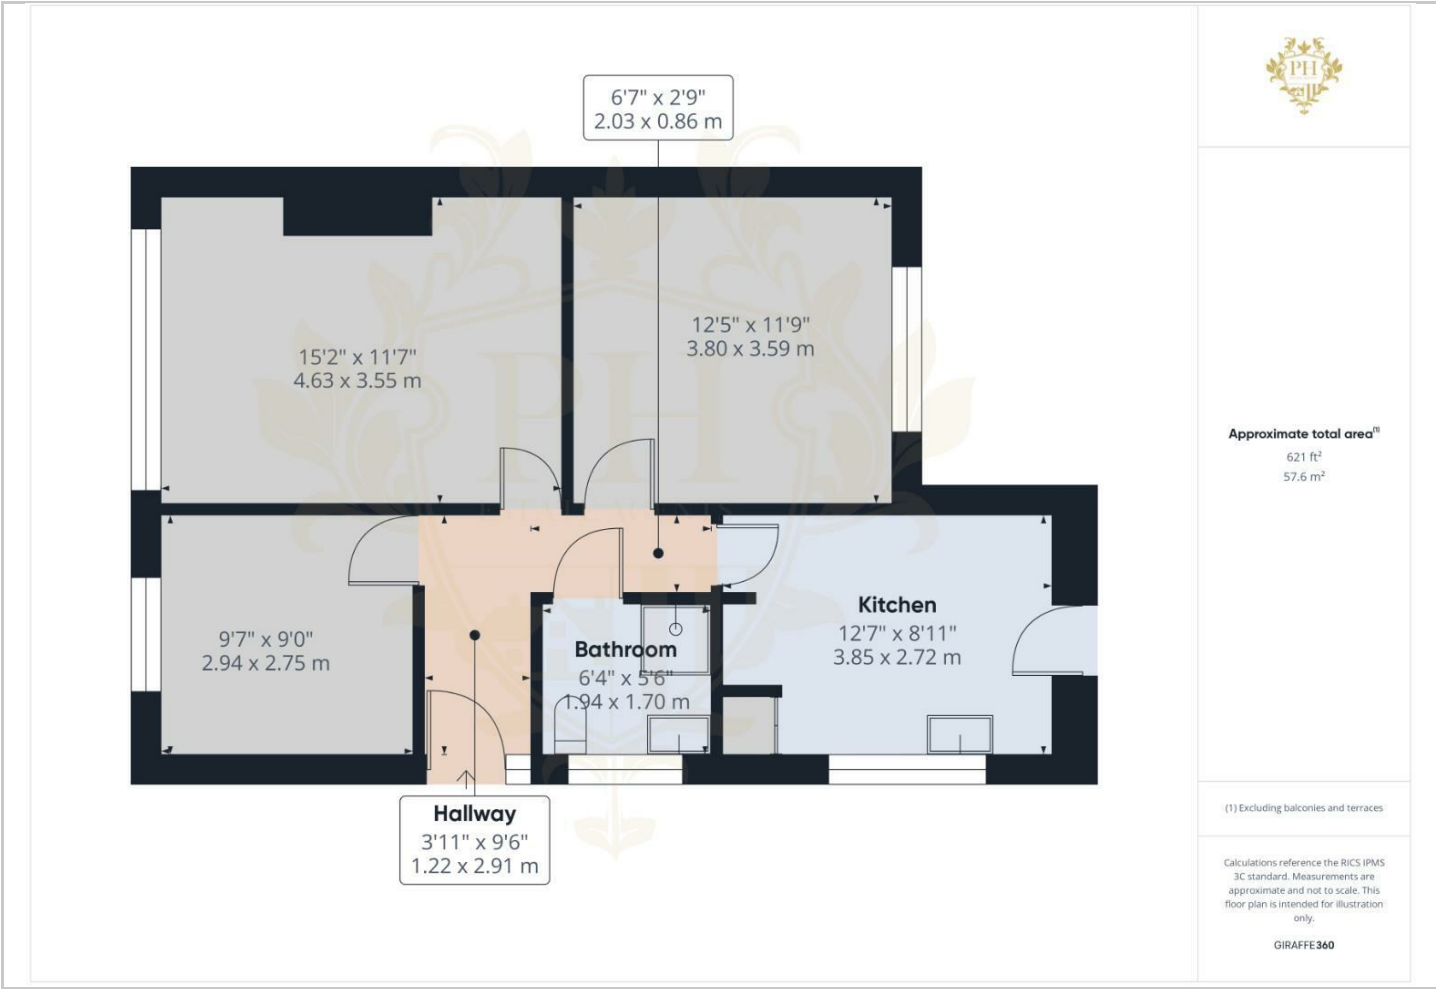 6'7" x 2'9"
2.03 x 0.86 m
15'2" x 11'7"
4.63 x 3.55 m
12'5" x 11'9"
3.80 x 3.59 m
9'7" x 9'0"
2.94 x 2.75 m
Bathroom
6'4" x 5'6"
1.94 x 1.70 m
Kitchen
12'7" x 8'11"
3.85 x 2.72 m
Hallway
3'11" x 9'6"
1.22 x 2.91 m
PH
PH
Approximate total area(1)
621 ft²
57.6 m²
(1) Excluding balconies and terraces
Calculations reference the RICS IPMS
3C standard. Measurements are
approximate and not to scale. This
floor plan is intended for illustration
only.
GIRAFFE360